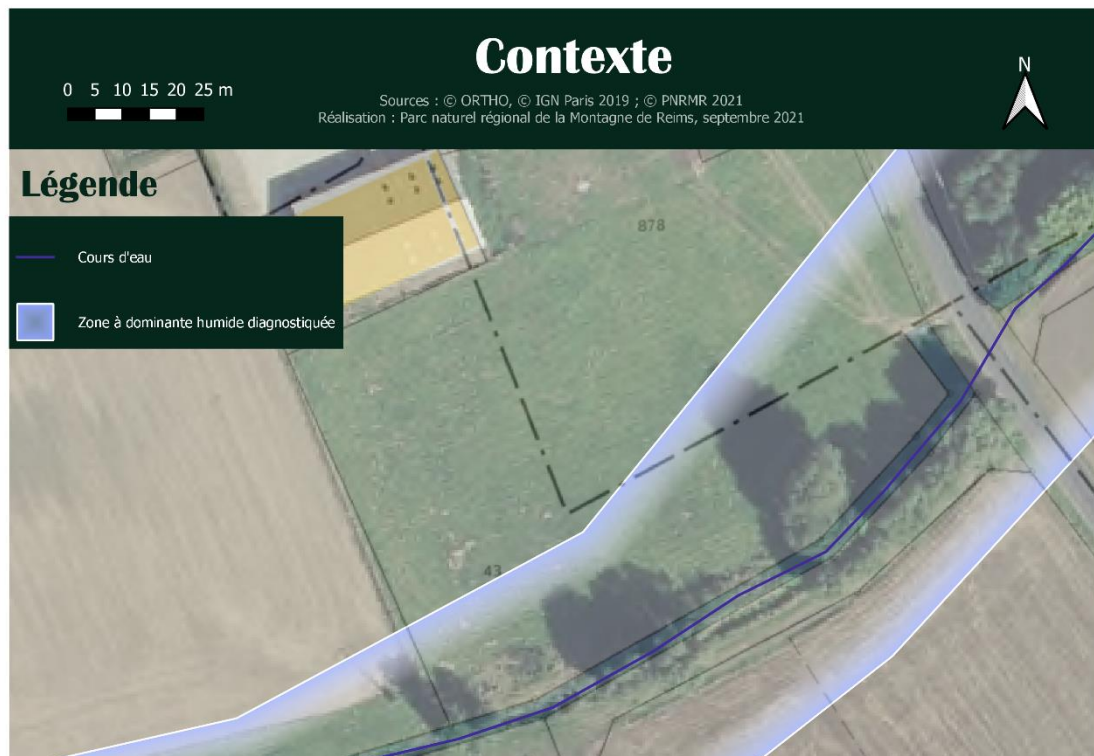 Contexte
0 5 10 15 20 25 m
Sources : © ORTHO, © IGN Paris 2019 ; © PNRMR 2021
Réalisation : Parc naturel régional de la Montagne de Reims, septembre 2021
N
Légende
Cours d'eau
Zone à dominante humide diagnostiquée
878
43